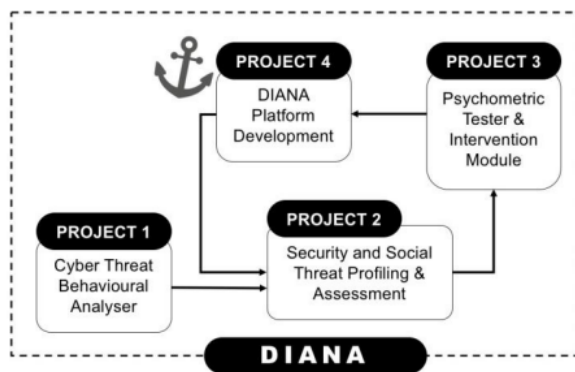 PROJECT 4
DIANA
Platform
Development
PROJECT 3
Psychometric
Tester &
Intervention
Module
PROJECT 1
Cyber Threat
Behavioural
Analyser
PROJECT 2
Security and Social
Threat Profiling &
Assessment
DIANA